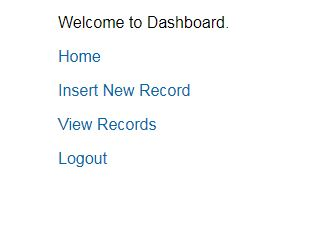 Welcome to Dashboard.
Home
Insert New Record
View Records
Logout